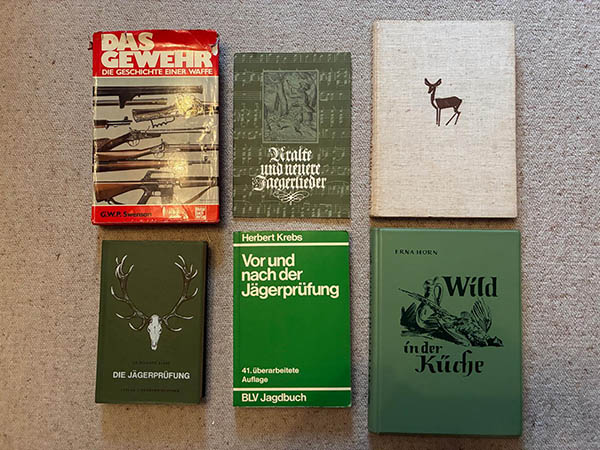 DAS
GEWEHR
DIE GESCHICHTE EINER WAFFE
G.W.P. Swenson
Uralte
und neuere
Jaegerlieder
DIE JÄGERPRÜFUNG
Herbert Krebs
Vor und
nach der
Jägerprüfung
41. überarbeitete
Auflage
BLV Jagdbuch
ERNA HORN
Wild
in der
Küche